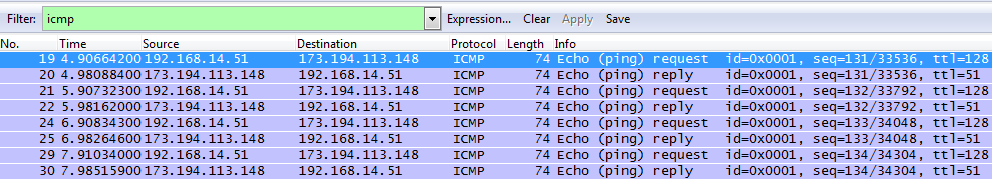 Filter: icmp Expression... Clear Apply Save
No. Time Source Destination Protocol Length Info
19 4.90664200 192.168.14.51 173.194.113.148 ICMP 74 Echo (ping) request id=0x0001, seq=131/33536, ttl=128
20 4.98088400 173.194.113.148 192.168.14.51 ICMP 74 Echo (ping) reply id=0x0001, seq=131/33536, ttl=51
21 5.90732300 192.168.14.51 173.194.113.148 ICMP 74 Echo (ping) request id=0x0001, seq=132/33792, ttl=128
22 5.98162000 173.194.113.148 192.168.14.51 ICMP 74 Echo (ping) reply id=0x0001, seq=132/33792, ttl=51
24 6.90834300 192.168.14.51 173.194.113.148 ICMP 74 Echo (ping) request id=0x0001, seq=133/34048, ttl=128
25 6.98264600 173.194.113.148 192.168.14.51 ICMP 74 Echo (ping) reply id=0x0001, seq=133/34048, ttl=51
29 7.91034000 192.168.14.51 173.194.113.148 ICMP 74 Echo (ping) request id=0x0001, seq=134/34304, ttl=128
30 7.98515900 173.194.113.148 192.168.14.51 ICMP 74 Echo (ping) reply id=0x0001, seq=134/34304, ttl=51